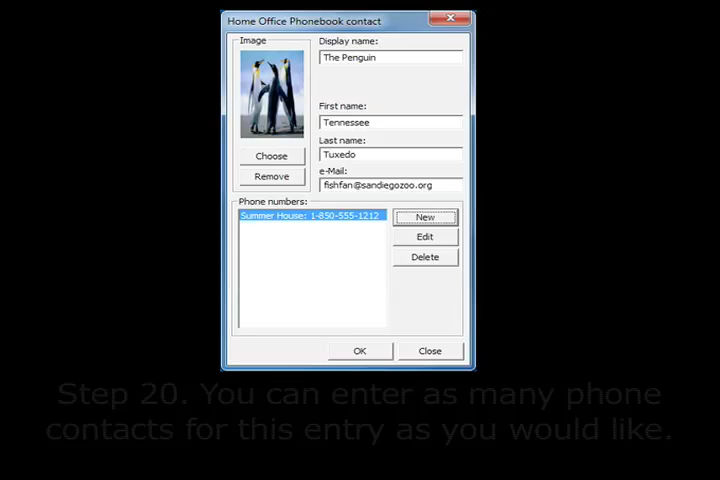 Home Office Phonebook contact
Image
Display name:
The Penguin
First name:
Tennessee
Last name:
Tuxedo
Choose
Remove
e-Mail:
fishfan@sandiegozoo.org
Phone numbers:
Summer House: 1-850-555-1212
New
Edit
Delete
OK
Close
Step 20. You can enter as many phone
contacts for this entry as you would like.